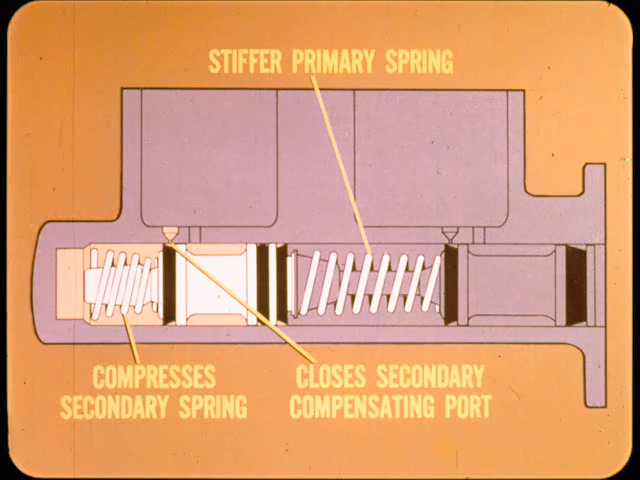 STIFFER PRIMARY SPRING
COMPRESSES
SECONDARY SPRING
CLOSES SECONDARY
COMPENSATING PORT